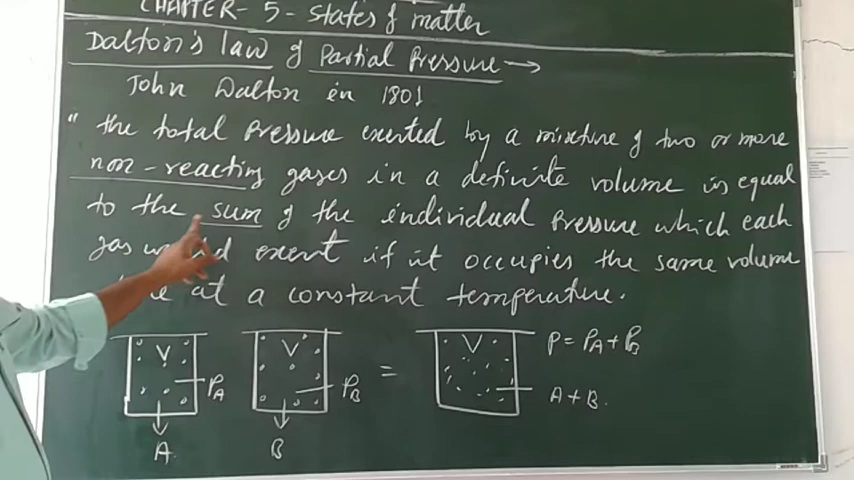 CHAPTER - 5 - States of matter
Dalton's law of Partial Pressure →
John Dalton in 1801
" the total Pressure exerted by a mixture of two or more
non-reacting gases in a definite volume is equal
to the sum of the individual Pressure which each
gas would exert if it occupies the same volume
at a constant temperature.
V V = V P = PA + PB
PA PB A + B.
A B